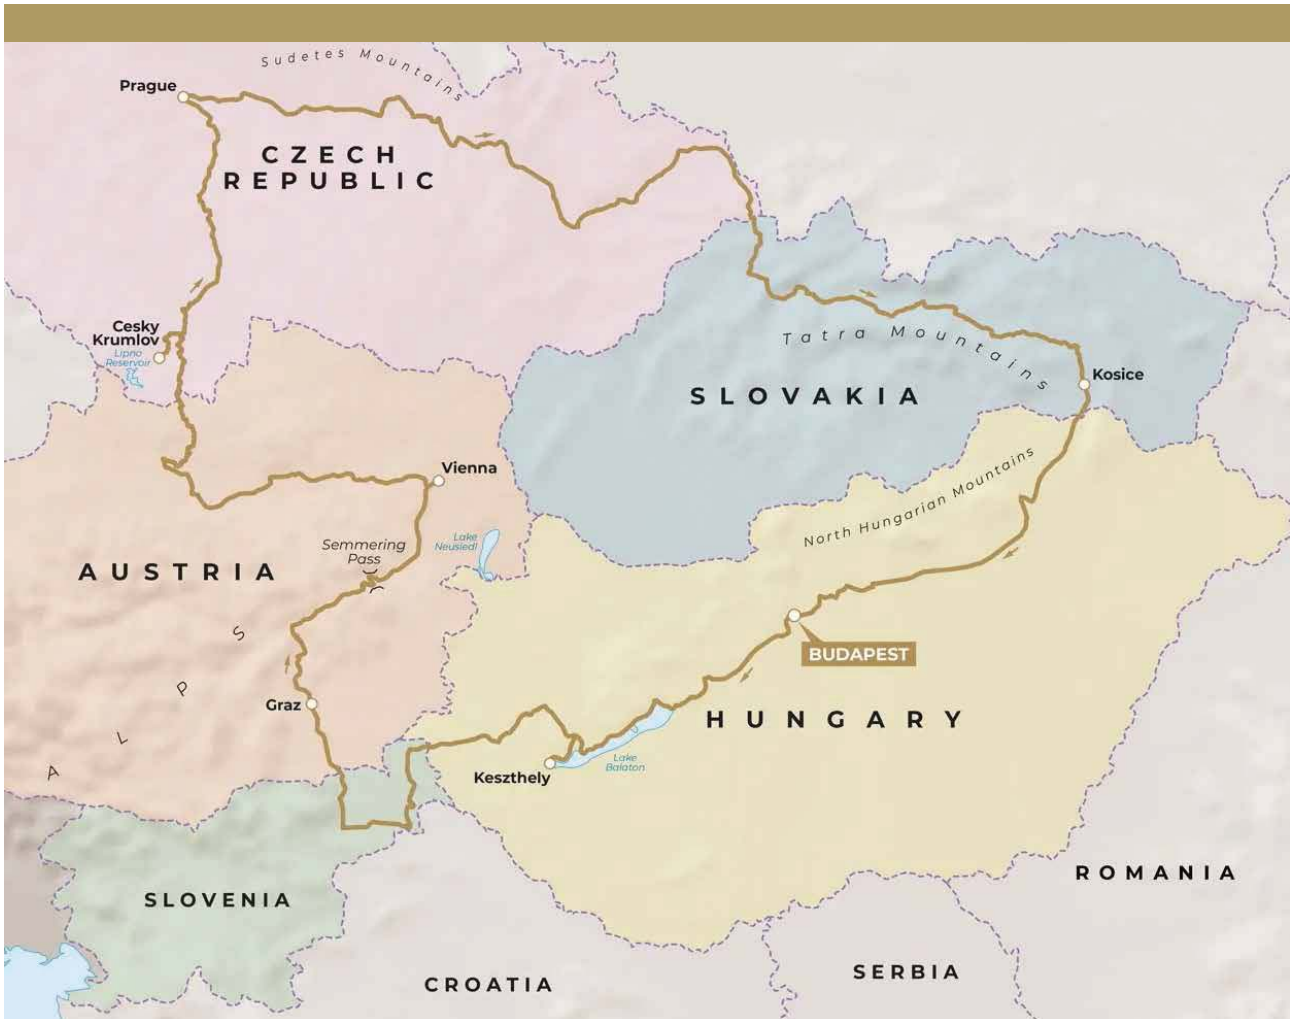 Sudetes Mountains
Prague
CZECH
REPUBLIC
Cesky
Krumlov
Lipno
Reservoir
Tatra Mountains
Kosice
SLOVAKIA
Vienna
North Hungarian Mountains
Semmering
Pass
Lake
Neusiedl
AUSTRIA
BUDAPEST
ALPS
Graz
HUNGARY
Lake
Balaton
Keszthely
SLOVENIA
ROMANIA
CROATIA
SERBIA